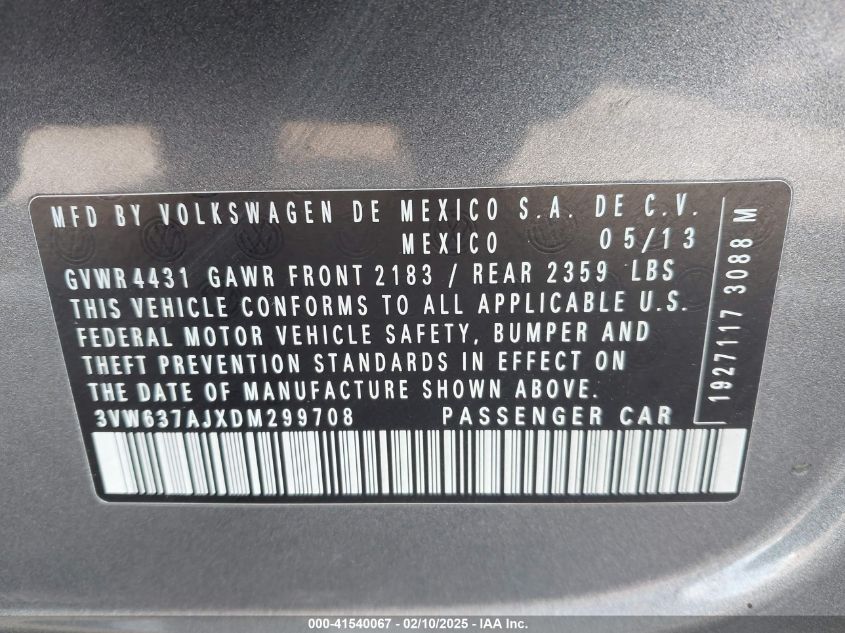 MFD BY VOLKSWAGEN DE MEXICO S.A. DE C.V.
MEXICO 05/13
GVWR4431 GAWR FRONT 2183 / REAR 2359 LBS
THIS VEHICLE CONFORMS TO ALL APPLICABLE U.S.
FEDERAL MOTOR VEHICLE SAFETY, BUMPER AND
THEFT PREVENTION STANDARDS IN EFFECT ON
THE DATE OF MANUFACTURE SHOWN ABOVE.
3VW637AJXDM299708 PASSENGER CAR
1927117 3088 M
000-41540067 - 02/10/2025 - IAA Inc.